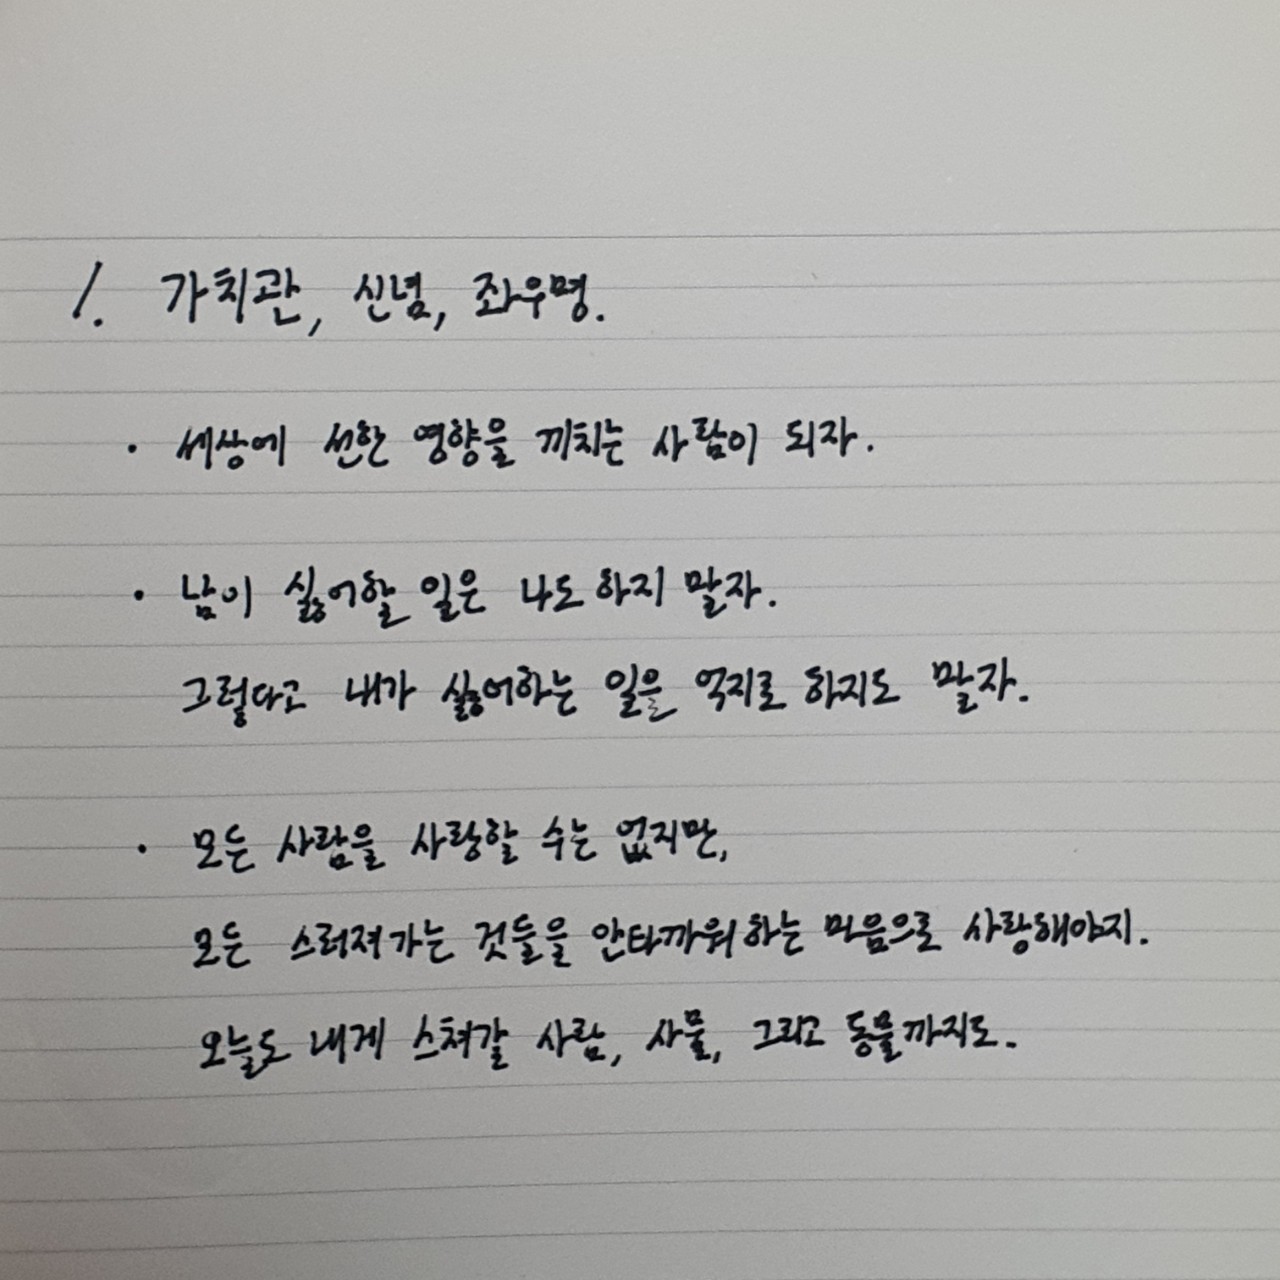 1. 가치관, 신념, 좌우명.
· 세상에 선한 영향을 끼치는 사람이 되자.
· 남이 싫어할 일은 나도 하지 말자.
그렇다고 내가 싫어하는 일을 억지로 하지도 말자.
· 모든 사람을 사랑할 수는 없지만,
모든 스러져가는 것들을 안타까워하는 마음으로 사랑해야지.
오늘도 내게 스쳐갈 사람, 사물, 그리고 동물까지도.